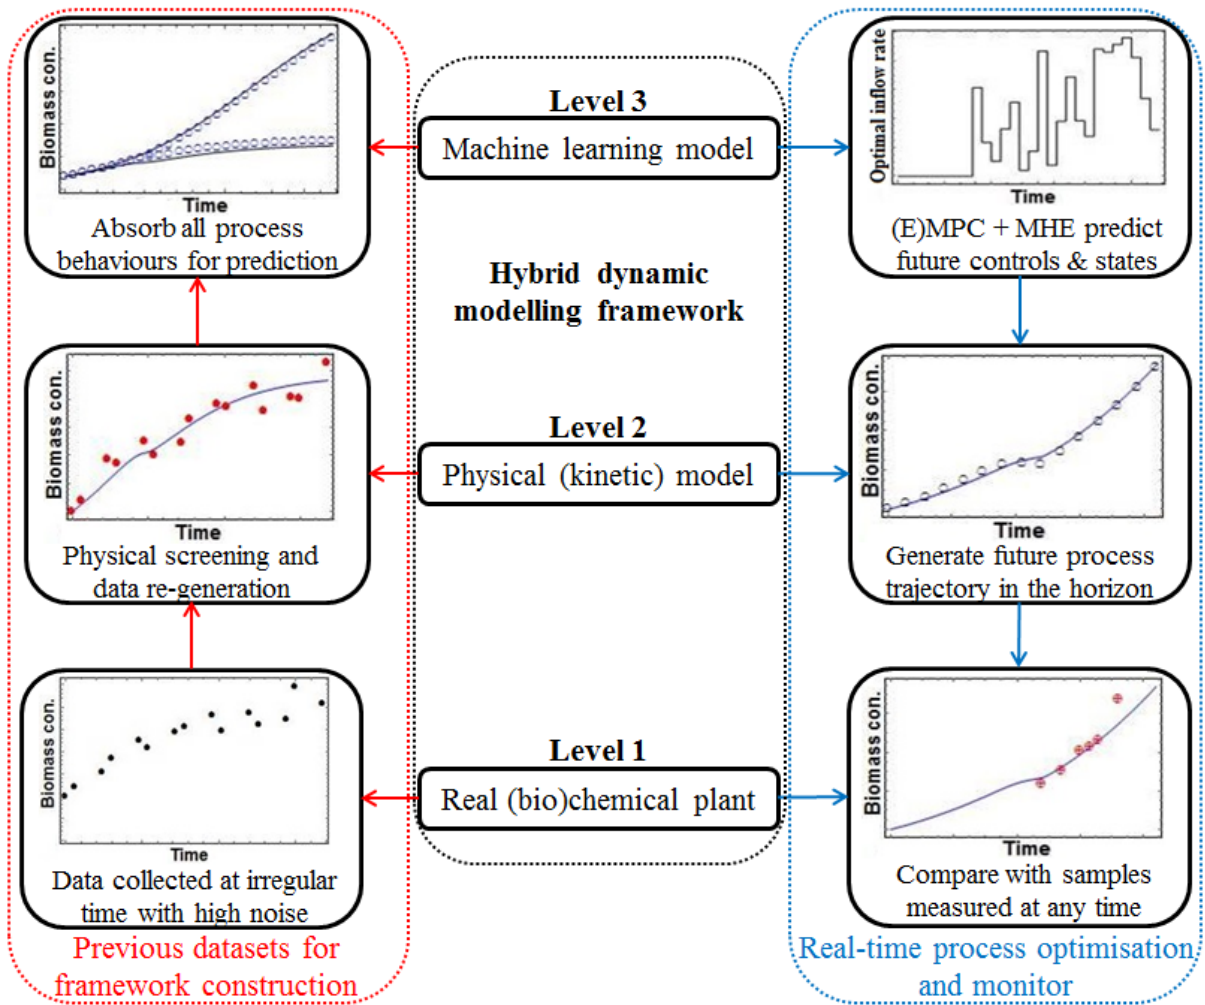 Biomass con.
Time
Absorb all process
behaviours for prediction
Biomass con.
Time
Physical screening and
data re-generation
Biomass con.
Time
Data collected at irregular
time with high noise
Previous datasets for
framework construction
Level 3
Machine learning model
Hybrid dynamic
modelling framework
Level 2
Physical (kinetic) model
Level 1
Real (bio)chemical plant
Optimal inflow rate
Time
(E)MPC + MHE predict
future controls & states
Biomass con.
Time
Generate future process
trajectory in the horizon
Biomass con.
Time
Compare with samples
measured at any time
Real-time process optimisation
and monitor